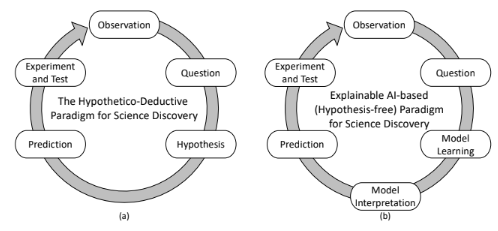 Observation
Question
Hypothesis
Prediction
Experiment
and Test
The Hypothetico-Deductive
Paradigm for Science Discovery
(a)
Observation
Question
Model
Learning
Model
Interpretation
Prediction
Experiment
and Test
Explainable AI-based
(Hypothesis-free) Paradigm
for Science Discovery
(b)